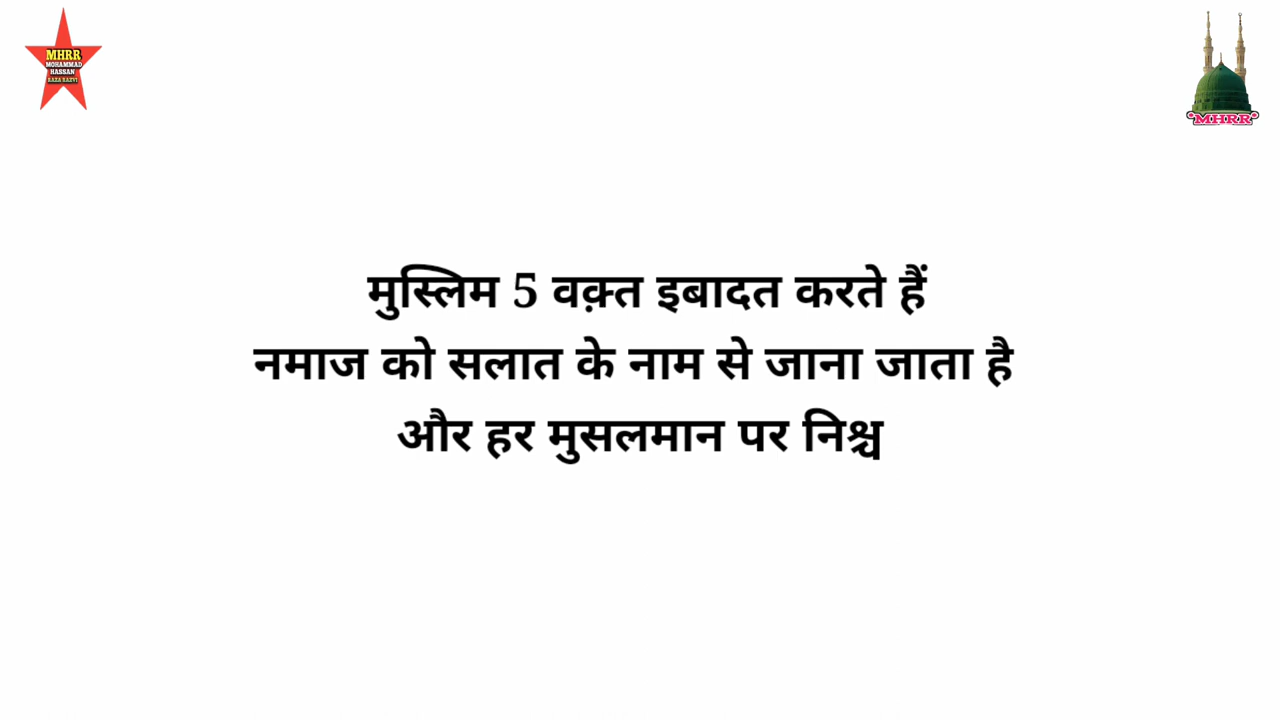 MHRR
MOHAMMAD
HASSAN
RAZA RAZVI
MHRR
मुस्लिम 5 वक़्त इबादत करते हैं
नमाज को सलात के नाम से जाना जाता है
और हर मुसलमान पर निश्च